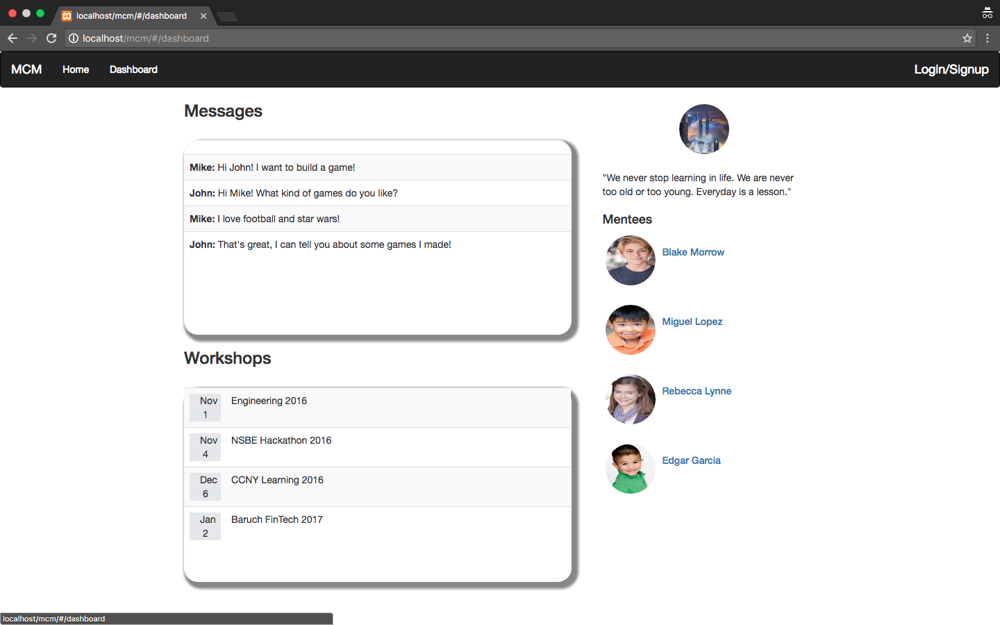 localhost/mcm/#/dashboard
localhost/mcm/#/dashboard
MCM Home Dashboard Login/Signup
Messages
Mike: Hi John! I want to build a game!
John: Hi Mike! What kind of games do you like?
Mike: I love football and star wars!
John: That's great, I can tell you about some games I made!
Workshops
Nov
1
Engineering 2016
Nov
4
NSBE Hackathon 2016
Dec
6
CCNY Learning 2016
Jan
2
Baruch FinTech 2017
"We never stop learning in life. We are never
too old or too young. Everyday is a lesson."
Mentees
Blake Morrow
Miguel Lopez
Rebecca Lynne
Edgar Garcia
localhost/mcm/#/dashboard